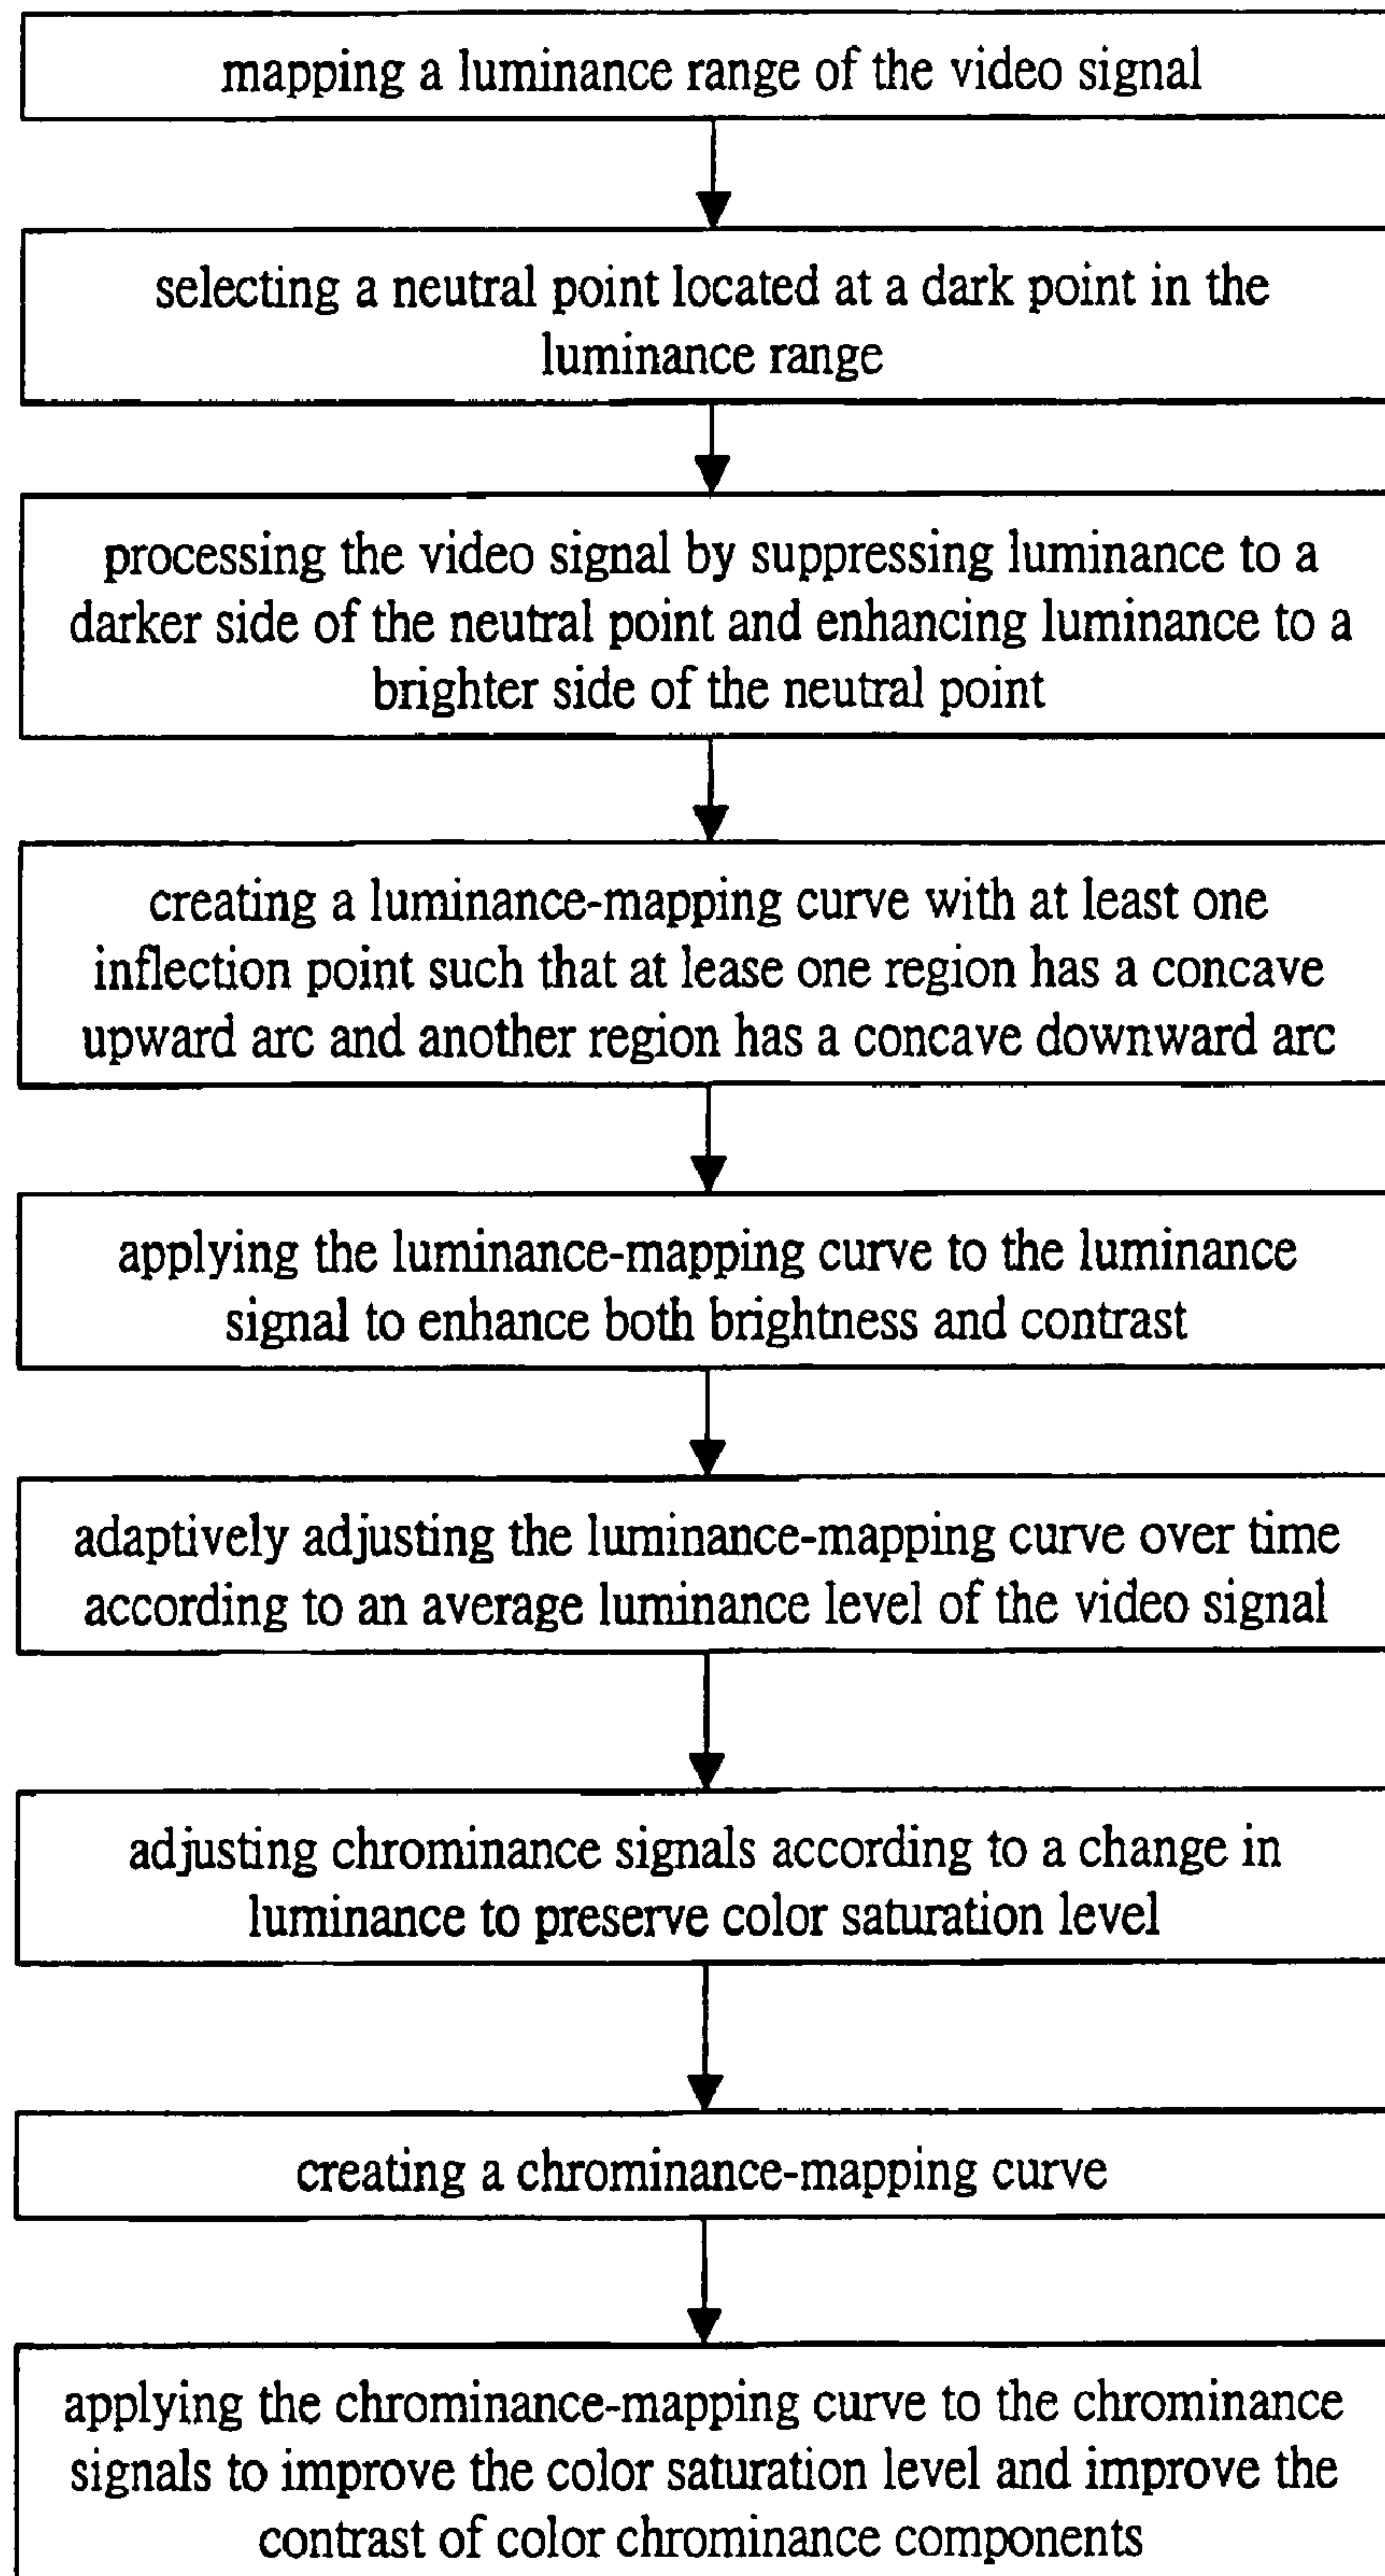 mapping a luminance range of the video signal
selecting a neutral point located at a dark point in the
luminance range
processing the video signal by suppressing luminance to a
darker side of the neutral point and enhancing luminance to a
brighter side of the neutral point
creating a luminance-mapping curve with at least one
inflection point such that at lease one region has a concave
upward arc and another region has a concave downward arc
applying the luminance-mapping curve to the luminance
signal to enhance both brightness and contrast
adaptively adjusting the luminance-mapping curve over time
according to an average luminance level of the video signal
adjusting chrominance signals according to a change in
luminance to preserve color saturation level
creating a chrominance-mapping curve
applying the chrominance-mapping curve to the chrominance
signals to improve the color saturation level and improve the
contrast of color chrominance components